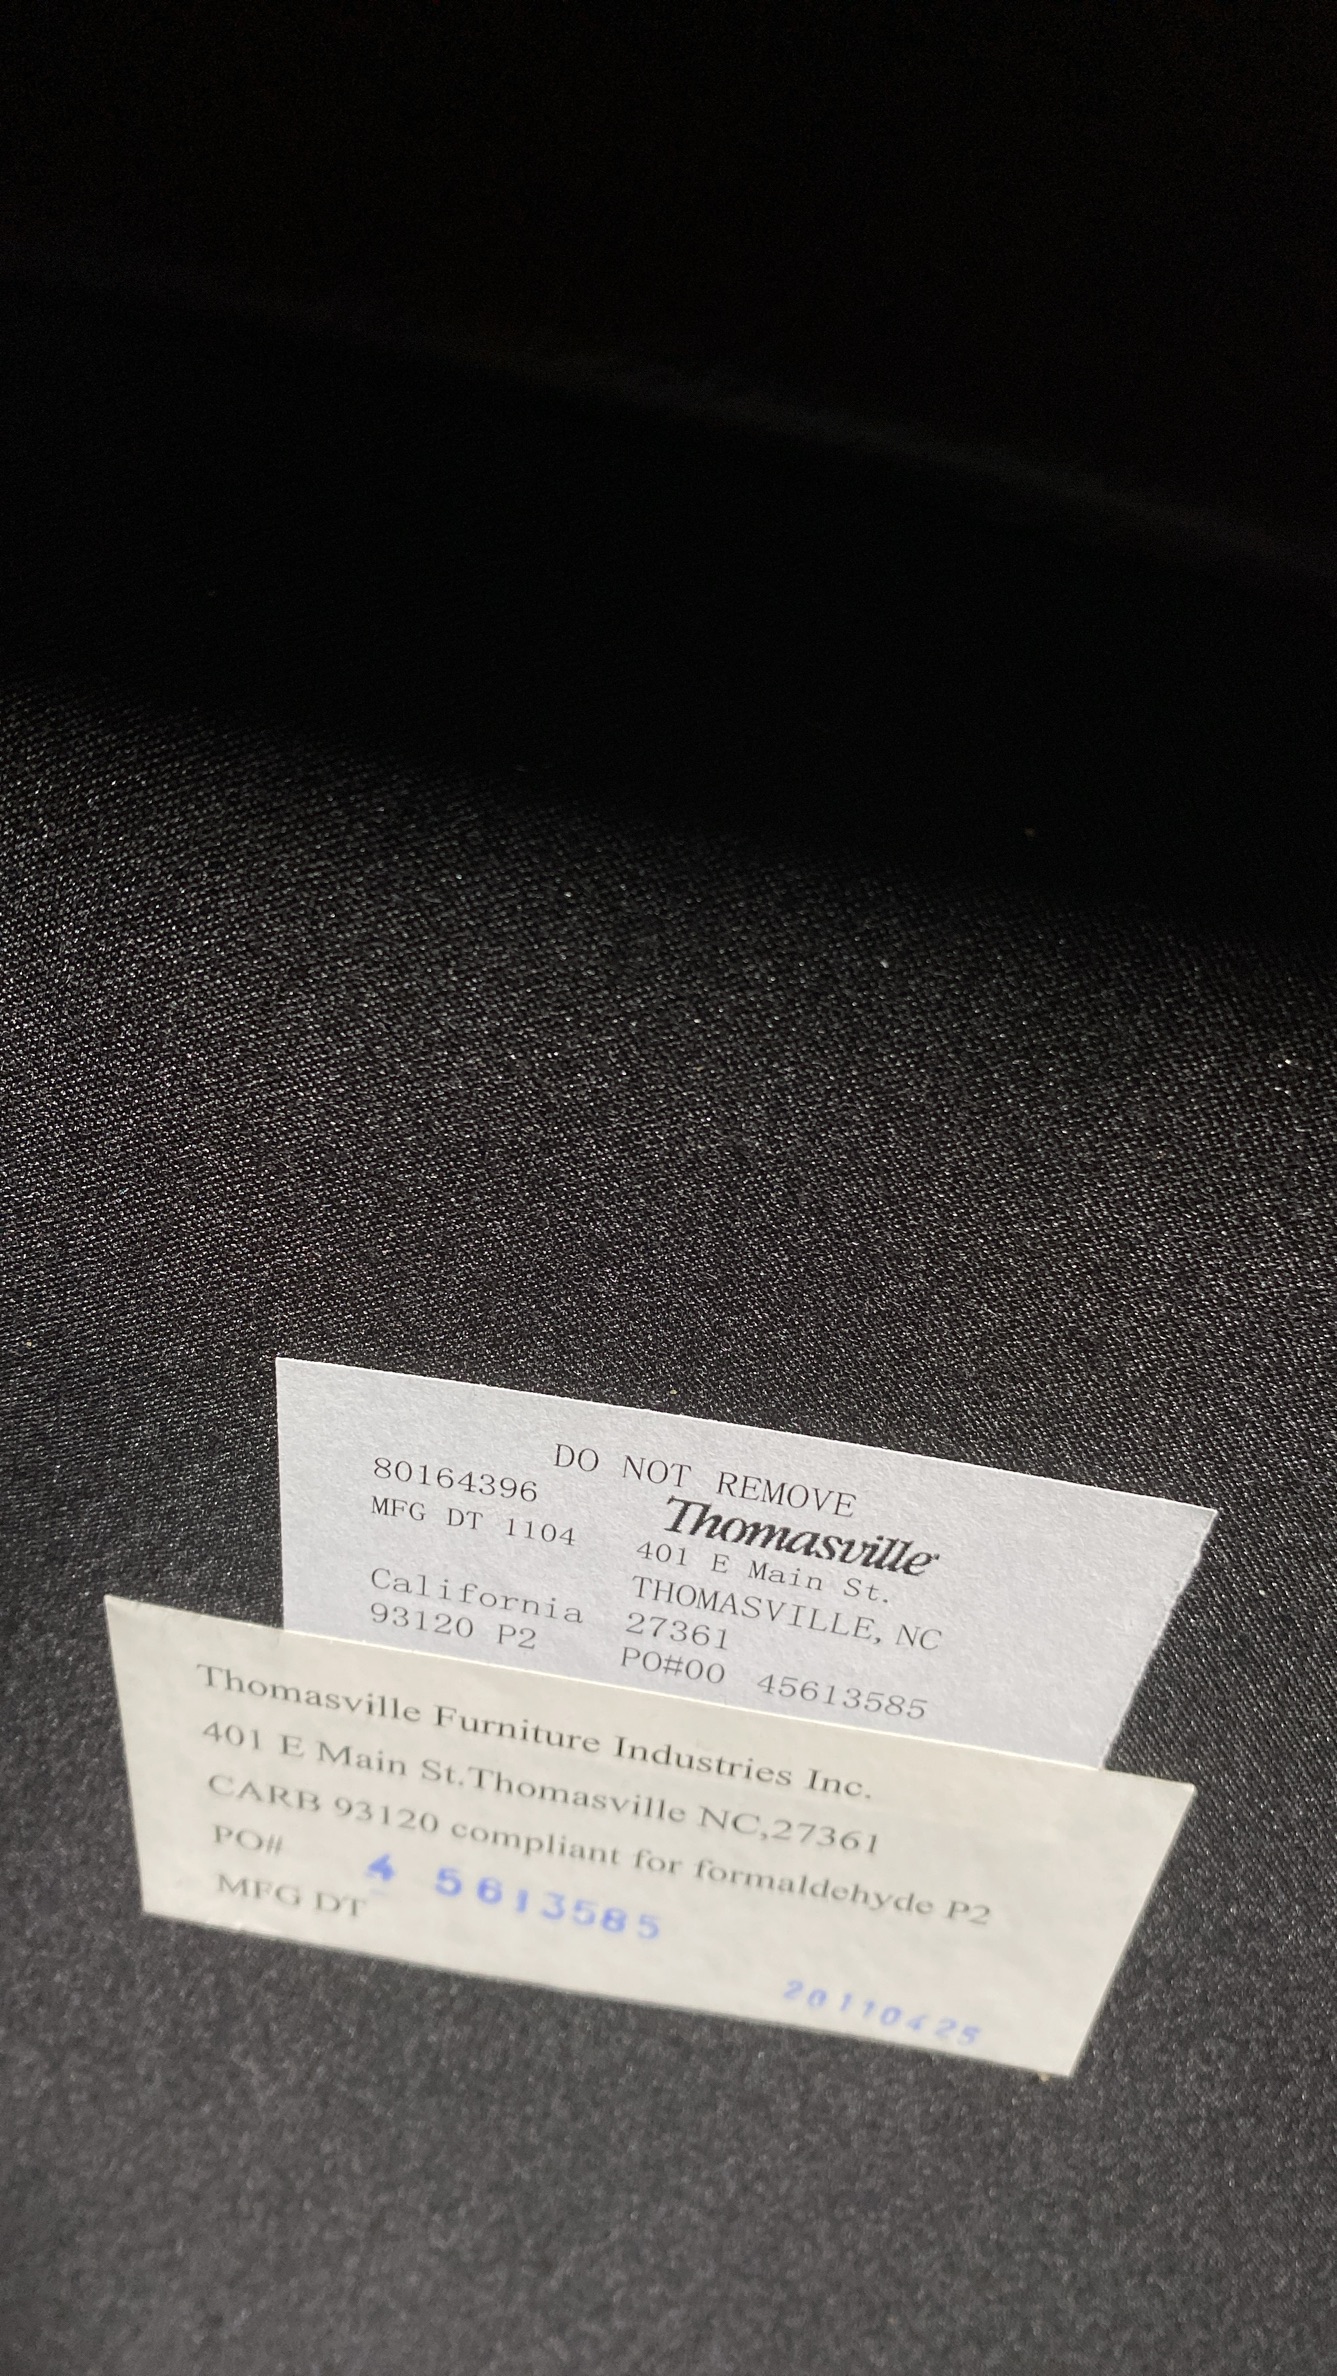 DO NOT REMOVE
80164396
Thomasville
MFG DT 1104
401 E Main St.
THOMASVILLE, NC
California
27361
93120 P2
PO#00 45613585
Thomasville Furniture Industries Inc.
401 E Main St.Thomasville NC,27361
CARB 93120 compliant for formaldehyde P2
PO# 4 5613585
MFG DT 20110425